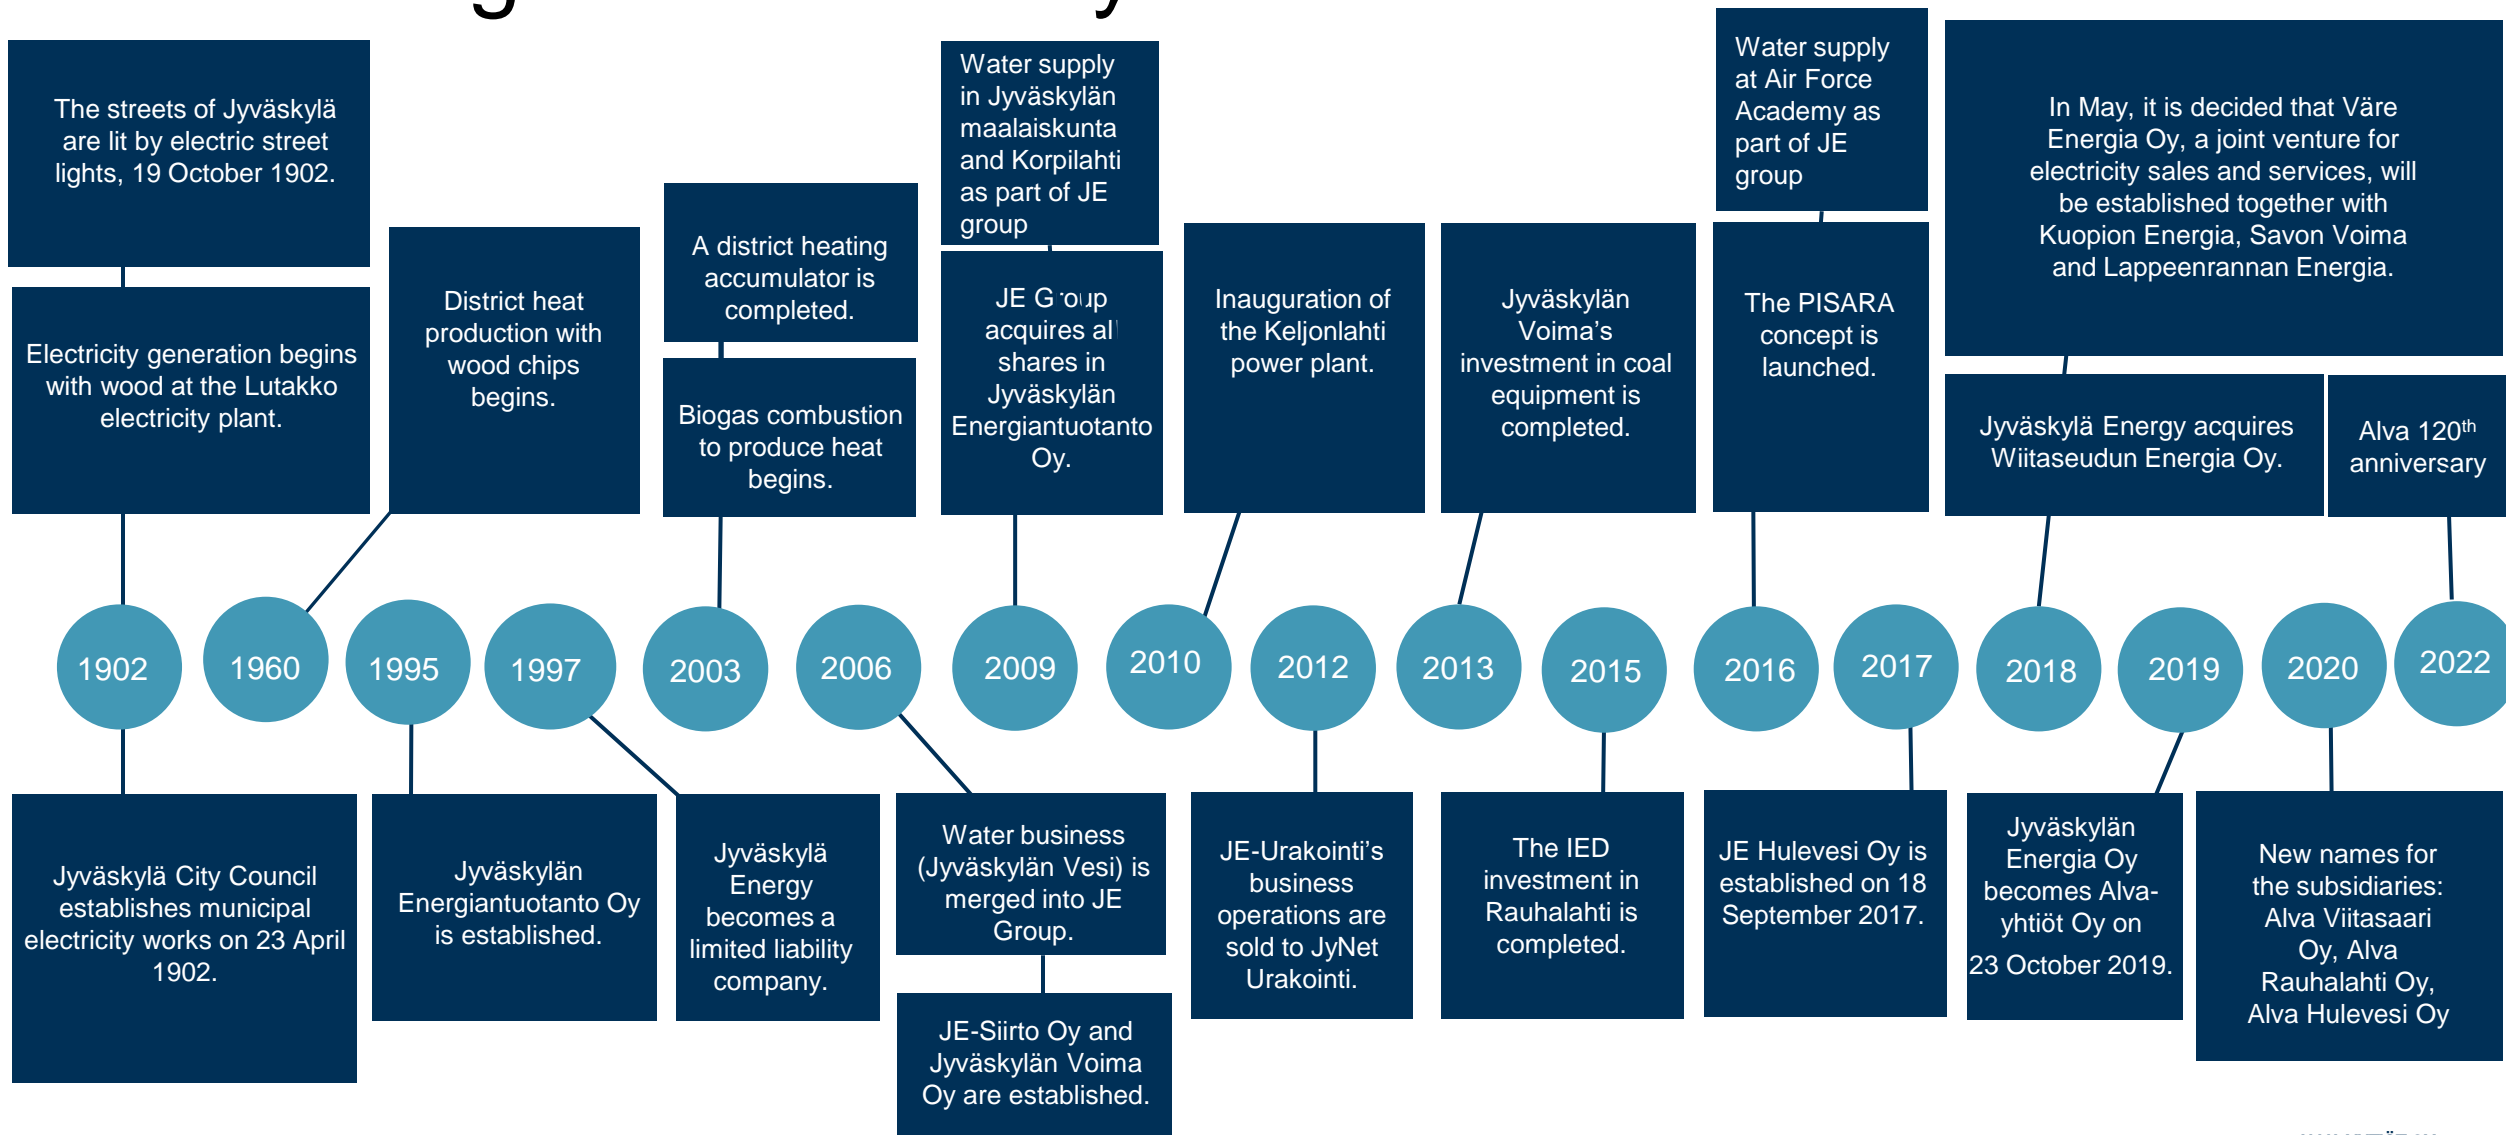 The streets of Jyväskylä
are lit by electric street
lights, 19 October 1902.
Electricity generation begins
with wood at the Lutakko
electricity plant.
District heat
production with
wood chips
begins.
A district heating
accumulator is
completed.
Biogas combustion
to produce heat
begins.
Water supply
in Jyväskylän
maalaiskunta
and Korpilahti
as part of JE
group
JE Group
acquires all
shares in
Jyväskylän
Energiantuotanto
Oy.
Inauguration of
the Keljonlahti
power plant.
Jyväskylän
Voima’s
investment in coal
equipment is
completed.
Water supply
at Air Force
Academy as
part of JE
group
The PISARA
concept is
launched.
In May, it is decided that Väre
Energia Oy, a joint venture for
electricity sales and services, will
be established together with
Kuopion Energia, Savon Voima
and Lappeenrannan Energia.
Jyväskylä Energy acquires
Wiitaseudun Energia Oy.
Alva 120th
anniversary
1902
1960
1995
1997
2003
2006
2009
2010
2012
2013
2015
2016
2017
2018
2019
2020
2022
Jyväskylä City Council
establishes municipal
electricity works on 23 April
1902.
Jyväskylän
Energiantuotanto Oy
is established.
Jyväskylä
Energy
becomes a
limited liability
company.
Water business
(Jyväskylän Vesi) is
merged into JE
Group.
JE-Siirto Oy and
Jyväskylän Voima
Oy are established.
JE-Urakointi’s
business
operations are
sold to JyNet
Urakointi.
The IED
investment in
Rauhalahti is
completed.
JE Hulevesi Oy is
established on 18
September 2017.
Jyväskylän
Energia Oy
becomes Alva-
yhtiöt Oy on
23 October 2019.
New names for
the subsidiaries:
Alva Viitasaari
Oy, Alva
Rauhalahti Oy,
Alva Hulevesi Oy